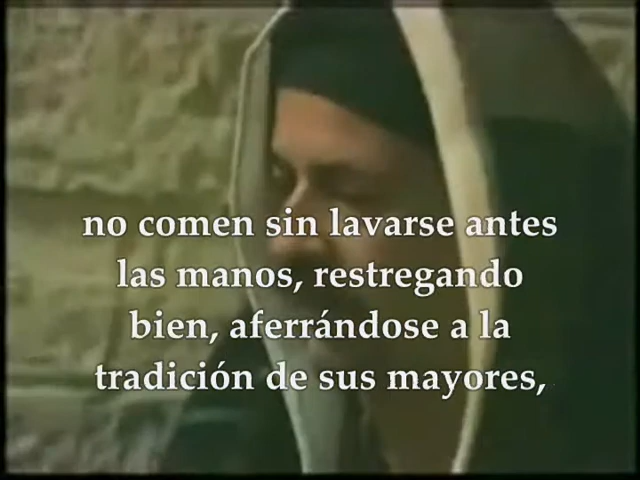 no comen sin lavarse antes
las manos, restregando
bien, aferrándose a la
tradición de sus mayores,